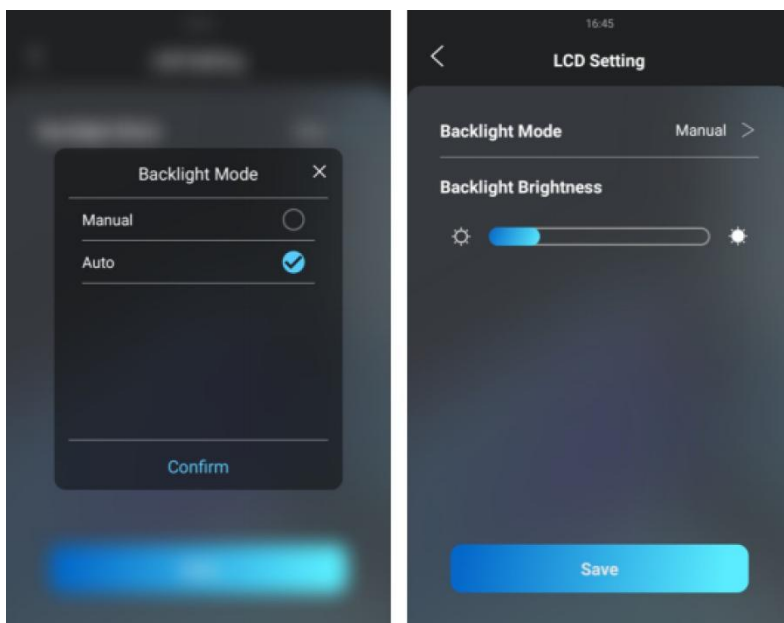 Backlight Mode
Manual
Auto
Confirm
16:45
LCD Setting
Backlight Mode Manual
Backlight Brightness
Save